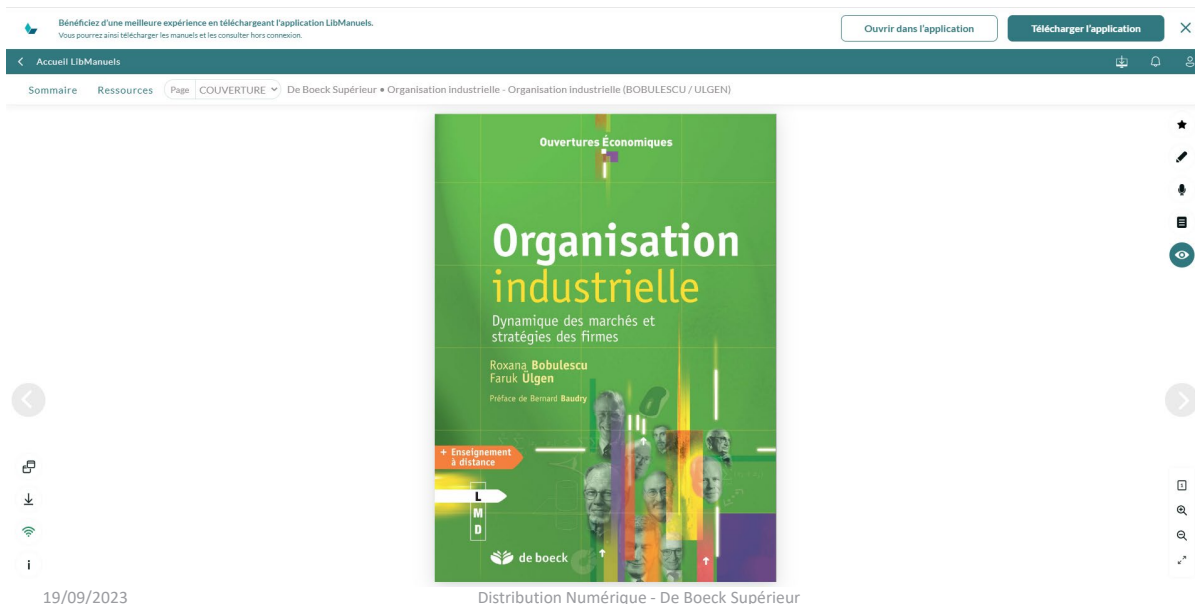 Bénéficiez d'une meilleure expérience en téléchargeant l'application LibManuels.
Vous pourrez ainsi télécharger les manuels et les consulter hors connexion.
Ouvrir dans l'application
Télécharger l'application
Accueil LibManuels
Sommaire
Ressources
Page
COUVERTURE
De Boeck Supérieur • Organisation industrielle - Organisation industrielle (BOBULESCU / ULGEN)
Ouvertures Économiques
Organisation
industrielle
Dynamique des marchés et
stratégies des firmes
Roxana Bobulescu
Faruk Ülgen
Préface de Bernard Baudry
+ Enseignement
à distance
L
M
D
de boeck
19/09/2023
Distribution Numérique - De Boeck Supérieur